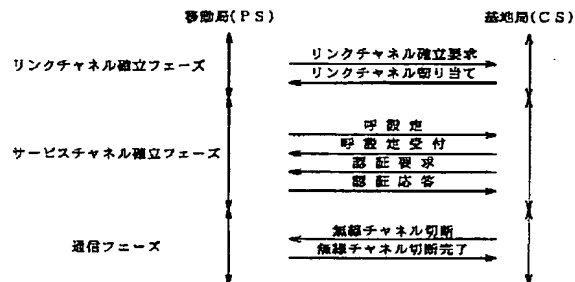 移動局(PS) 基地局(CS)
リンクチャネル確立フェーズ
リンクチャネル確立要求
リンクチャネル切り当て
サービスチャネル確立フェーズ
呼設定
呼設定受付
認証要求
認証応答
通信フェーズ
無線チャネル切断
無線チャネル切断完了